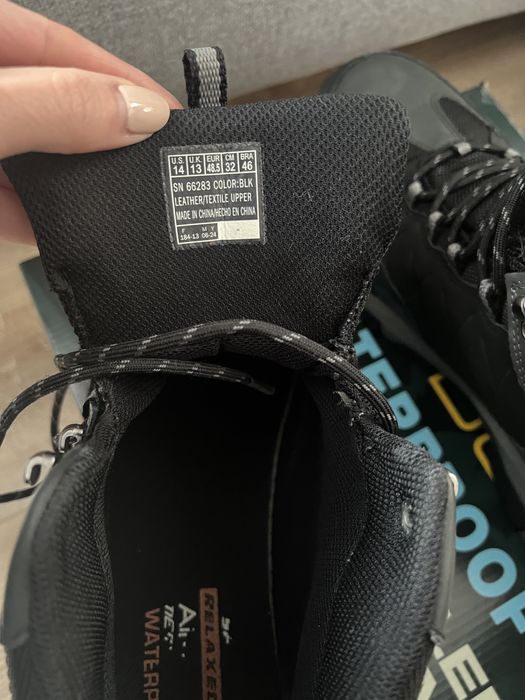 U.S. U.K EUR CM BRA
14 13 48.5 32 46
SN 66283 COLOR:BLK
LEATHER/TEXTILE UPPER
MADE IN CHINA/HECHO EN CHINA
F M Y
184-13 06-24
RELAXED
WATERP
TERPROOF